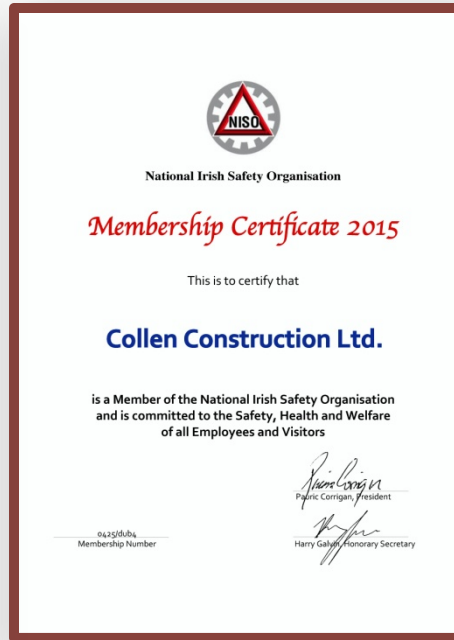 NISO
National Irish Safety Organisation
Membership Certificate 2015
This is to certify that
Collen Construction Ltd.
is a Member of the National Irish Safety Organisation
and is committed to the Safety, Health and Welfare
of all Employees and Visitors
Pauric Corrigan, President
0425/dub4
Membership Number
Harry Galvin, Honorary Secretary